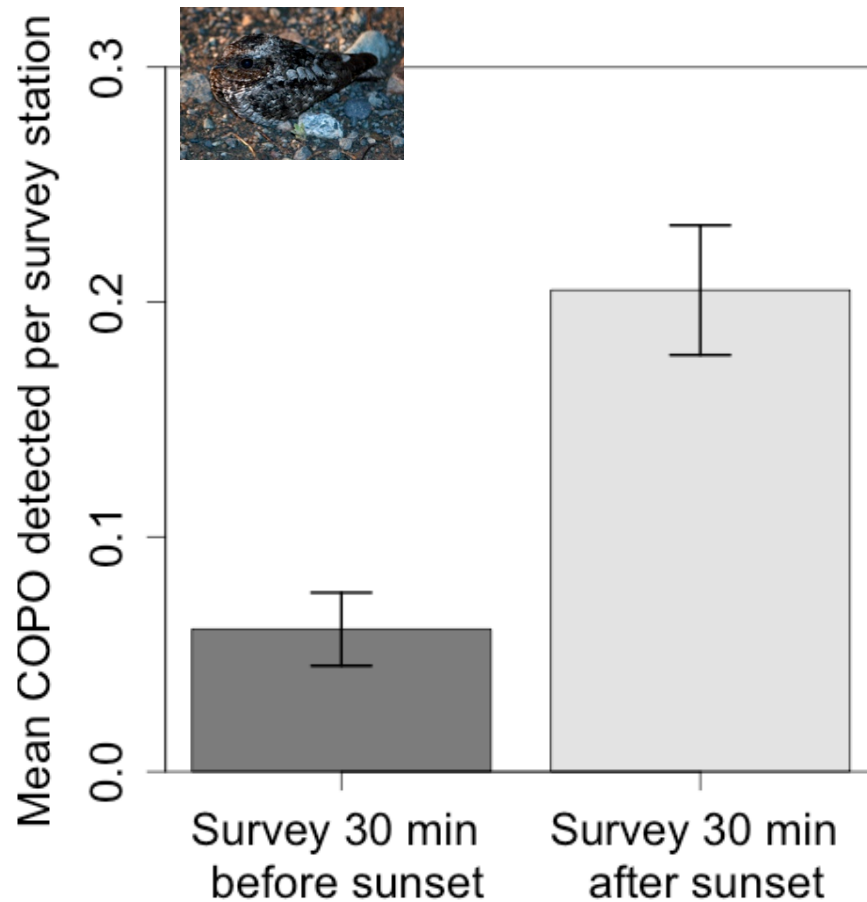 Mean COPO detected per survey station
0.3
0.2
0.1
0.0
Survey 30 min
before sunset
Survey 30 min
after sunset